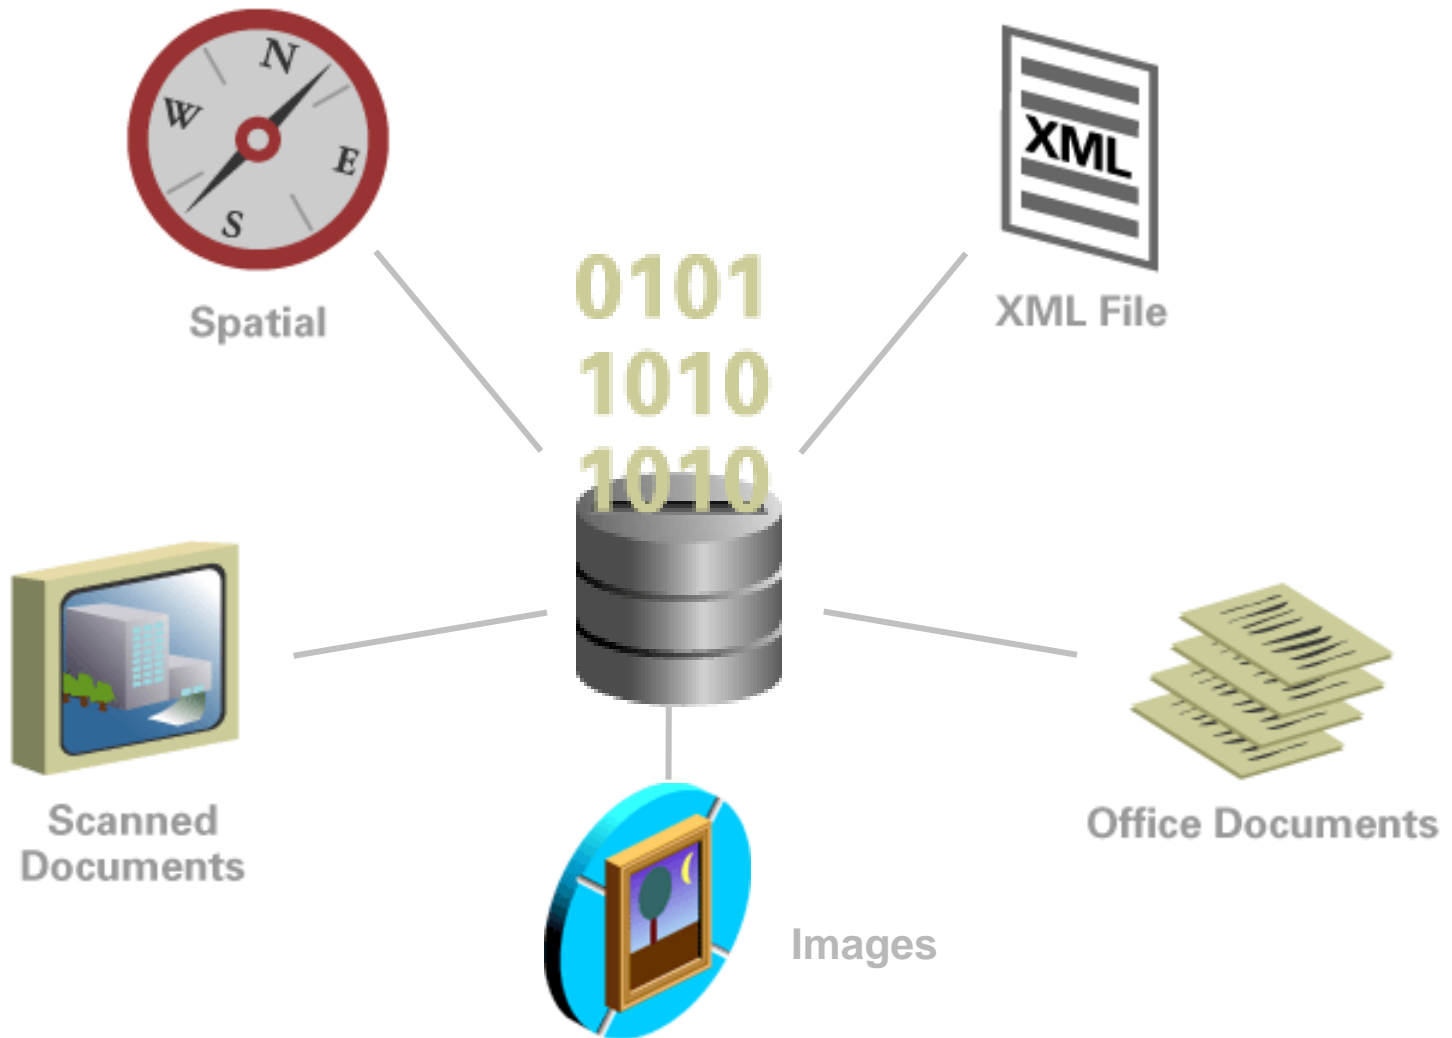 N
W
E
S
Spatial
XML
XML File
0101
1010
1010
Scanned
Documents
Office Documents
Images